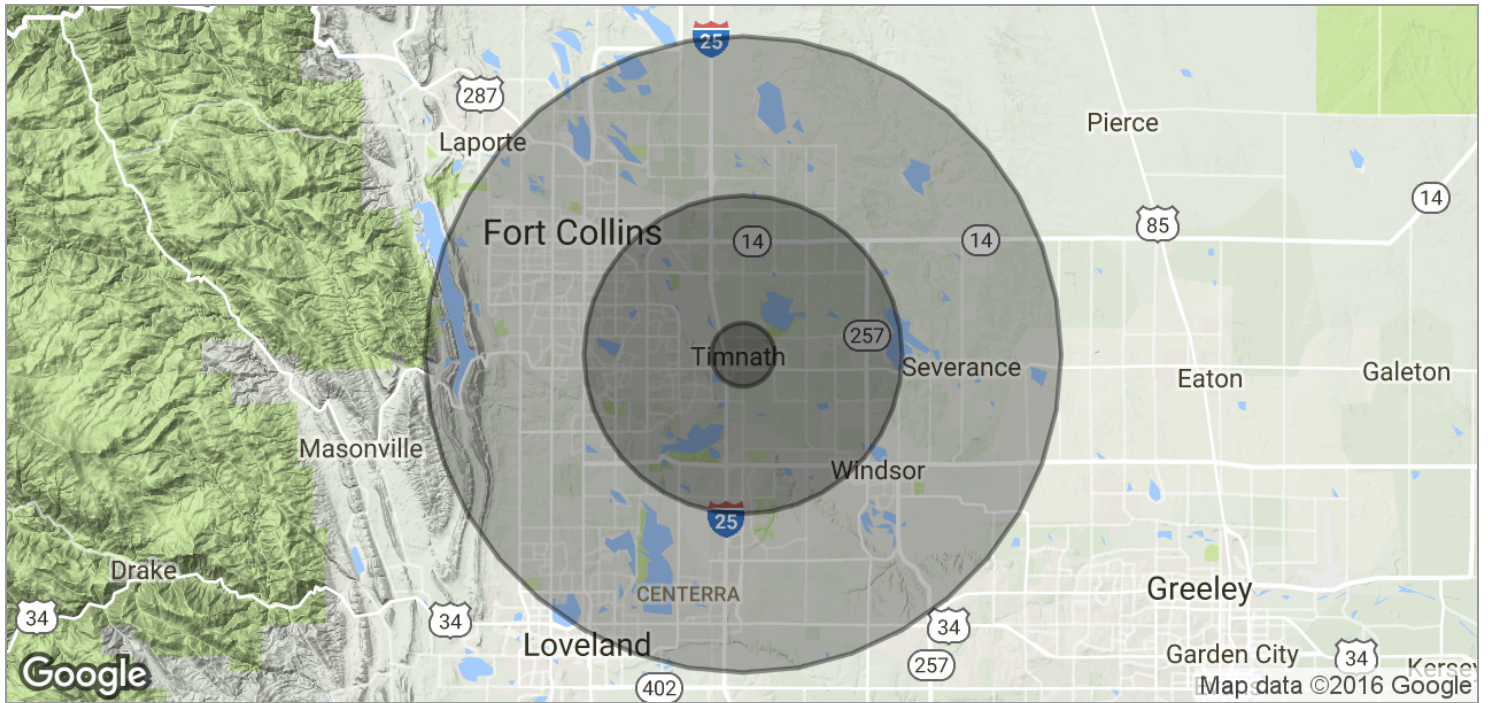 25
287
Pierce
Laporte
14
85
Fort Collins
14
14
257
Timnath
Severance
Eaton
Galeton
Masonville
Windsor
25
Drake
CENTERRA
Greeley
34
34
34
Loveland
Garden City
34
257
Kersey
Google
402
Map data ©2016 Google